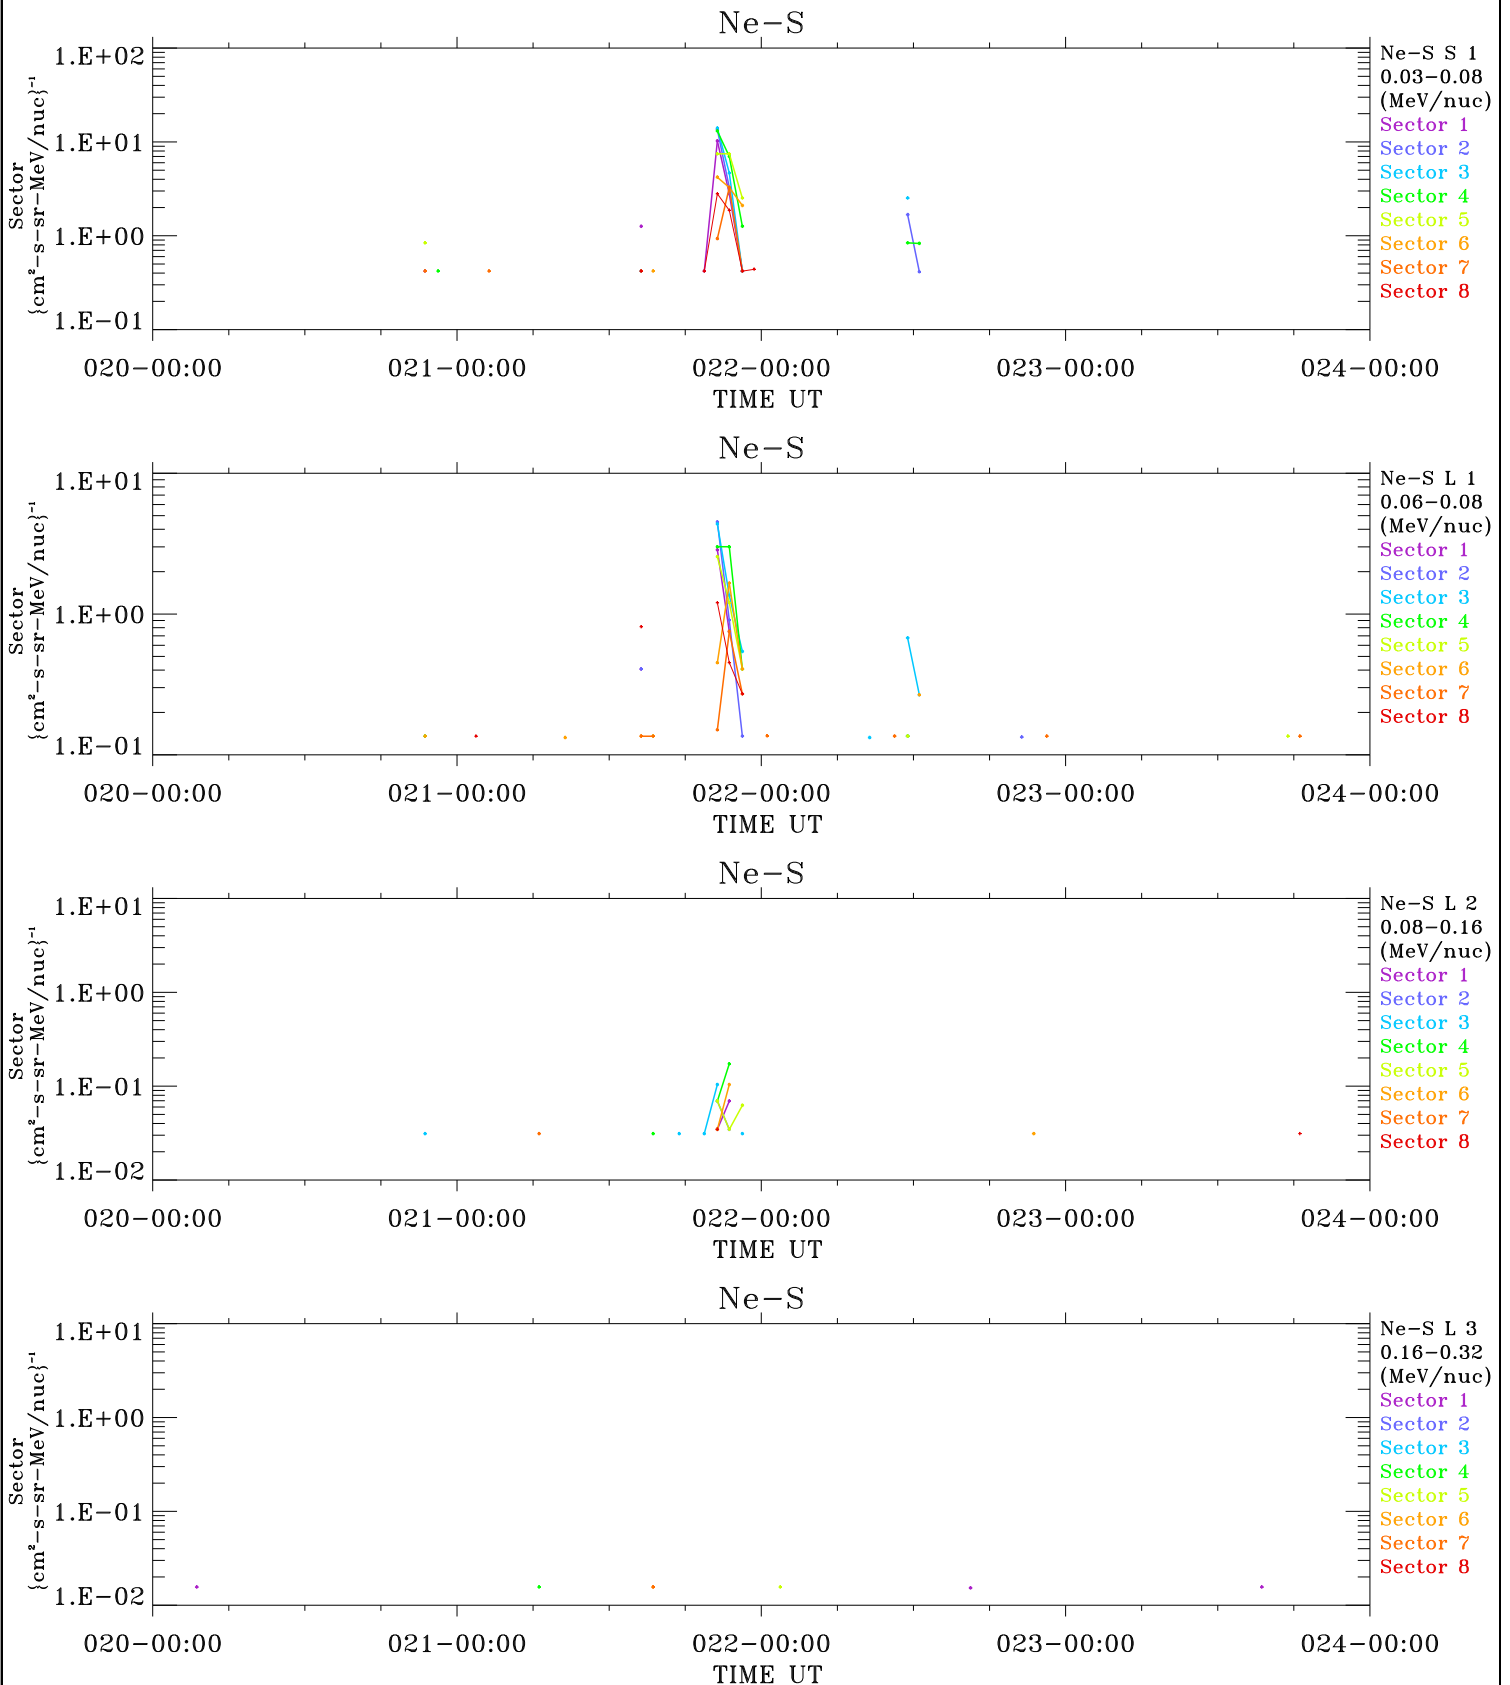 Ne-S
1.E+02
1.E+01
1.E+00
1.E-01
Sector
{cm²-s-sr-MeV/nuc}⁻¹
020-00:00 021-00:00 022-00:00 023-00:00 024-00:00
TIME UT
Ne-S S 1
0.03-0.08
(MeV/nuc)
Sector 1
Sector 2
Sector 3
Sector 4
Sector 5
Sector 6
Sector 7
Sector 8
Ne-S
1.E+01
1.E+00
1.E-01
Sector
{cm²-s-sr-MeV/nuc}⁻¹
020-00:00 021-00:00 022-00:00 023-00:00 024-00:00
TIME UT
Ne-S L 1
0.06-0.08
(MeV/nuc)
Sector 1
Sector 2
Sector 3
Sector 4
Sector 5
Sector 6
Sector 7
Sector 8
Ne-S
1.E+01
1.E+00
1.E-01
1.E-02
Sector
{cm²-s-sr-MeV/nuc}⁻¹
020-00:00 021-00:00 022-00:00 023-00:00 024-00:00
TIME UT
Ne-S L 2
0.08-0.16
(MeV/nuc)
Sector 1
Sector 2
Sector 3
Sector 4
Sector 5
Sector 6
Sector 7
Sector 8
Ne-S
1.E+01
1.E+00
1.E-01
1.E-02
Sector
{cm²-s-sr-MeV/nuc}⁻¹
020-00:00 021-00:00 022-00:00 023-00:00 024-00:00
TIME UT
Ne-S L 3
0.16-0.32
(MeV/nuc)
Sector 1
Sector 2
Sector 3
Sector 4
Sector 5
Sector 6
Sector 7
Sector 8